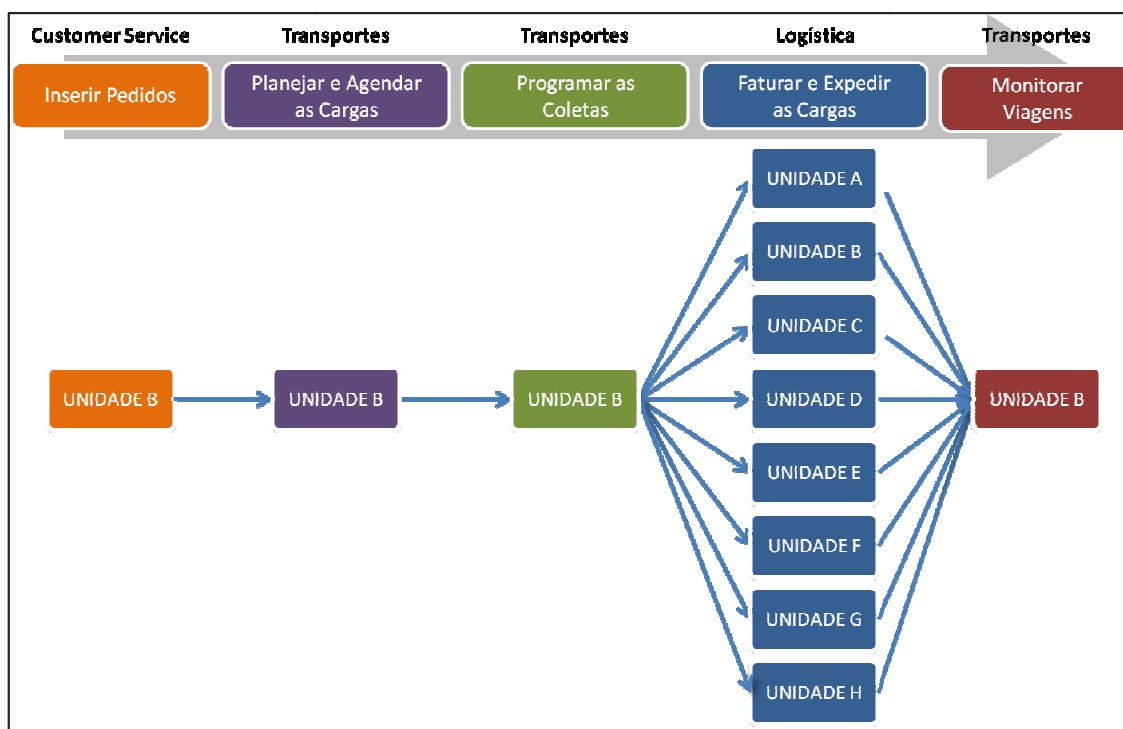 Customer Service
Transportes
Transportes
Logística
Transportes
Inserir Pedidos
Planejar e Agendar
as Cargas
Programar as
Coletas
Faturar e Expedir
as Cargas
Monitorar
Viagens
UNIDADE A
UNIDADE B
UNIDADE C
UNIDADE B
UNIDADE B
UNIDADE B
UNIDADE D
UNIDADE B
UNIDADE E
UNIDADE F
UNIDADE G
UNIDADE H